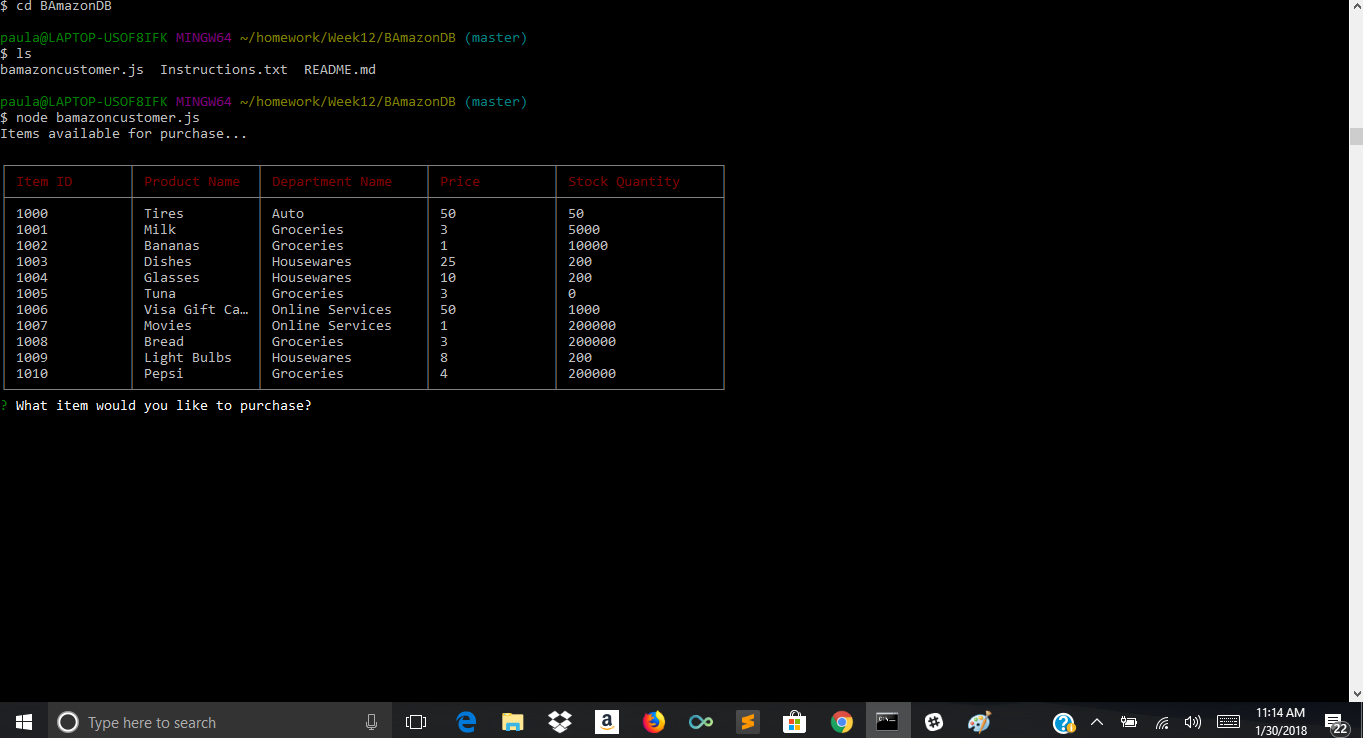 $ cd BAmazonDB
paula@LAPTOP-USOF8IFK MINGW64 ~/homework/Week12/BAmazonDB (master)
$ ls
bamazoncustomer.js  Instructions.txt  README.md
paula@LAPTOP-USOF8IFK MINGW64 ~/homework/Week12/BAmazonDB (master)
$ node bamazoncustomer.js
Items available for purchase...
Item ID Product Name Department Name Price Stock Quantity
1000 Tires Auto 50 50
1001 Milk Groceries 3 5000
1002 Bananas Groceries 1 10000
1003 Dishes Housewares 25 200
1004 Glasses Housewares 10 200
1005 Tuna Groceries 3 0
1006 Visa Gift Ca… Online Services 50 1000
1007 Movies Online Services 1 200000
1008 Bread Groceries 3 200000
1009 Light Bulbs Housewares 8 200
1010 Pepsi Groceries 4 200000
? What item would you like to purchase?
Type here to search
11:14 AM
1/30/2018
22